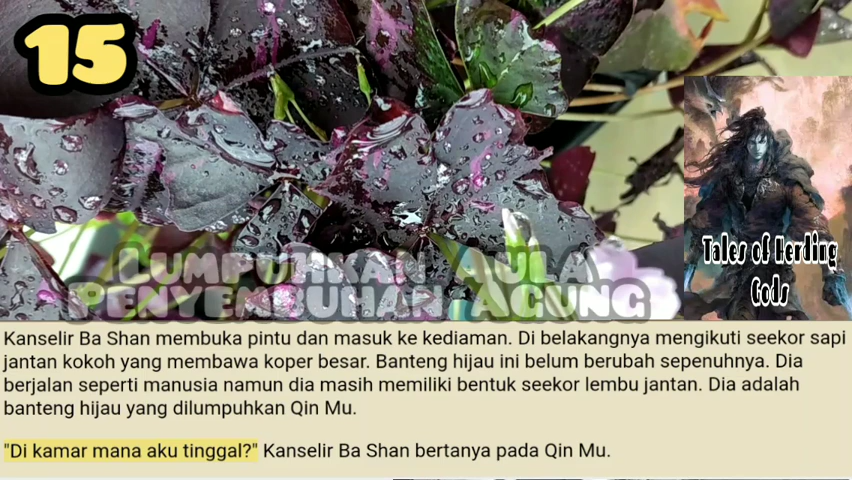 15
Tales of Herding
Gods
LUMPUHKAN AULA
PENYEMBUHAN AGUNG
Kanselir Ba Shan membuka pintu dan masuk ke kediaman. Di belakangnya mengikuti seekor sapi
jantan kokoh yang membawa koper besar. Banteng hijau ini belum berubah sepenuhnya. Dia
berjalan seperti manusia namun dia masih memiliki bentuk seekor lembu jantan. Dia adalah
banteng hijau yang dilumpuhkan Qin Mu.
"Di kamar mana aku tinggal?" Kanselir Ba Shan bertanya pada Qin Mu.